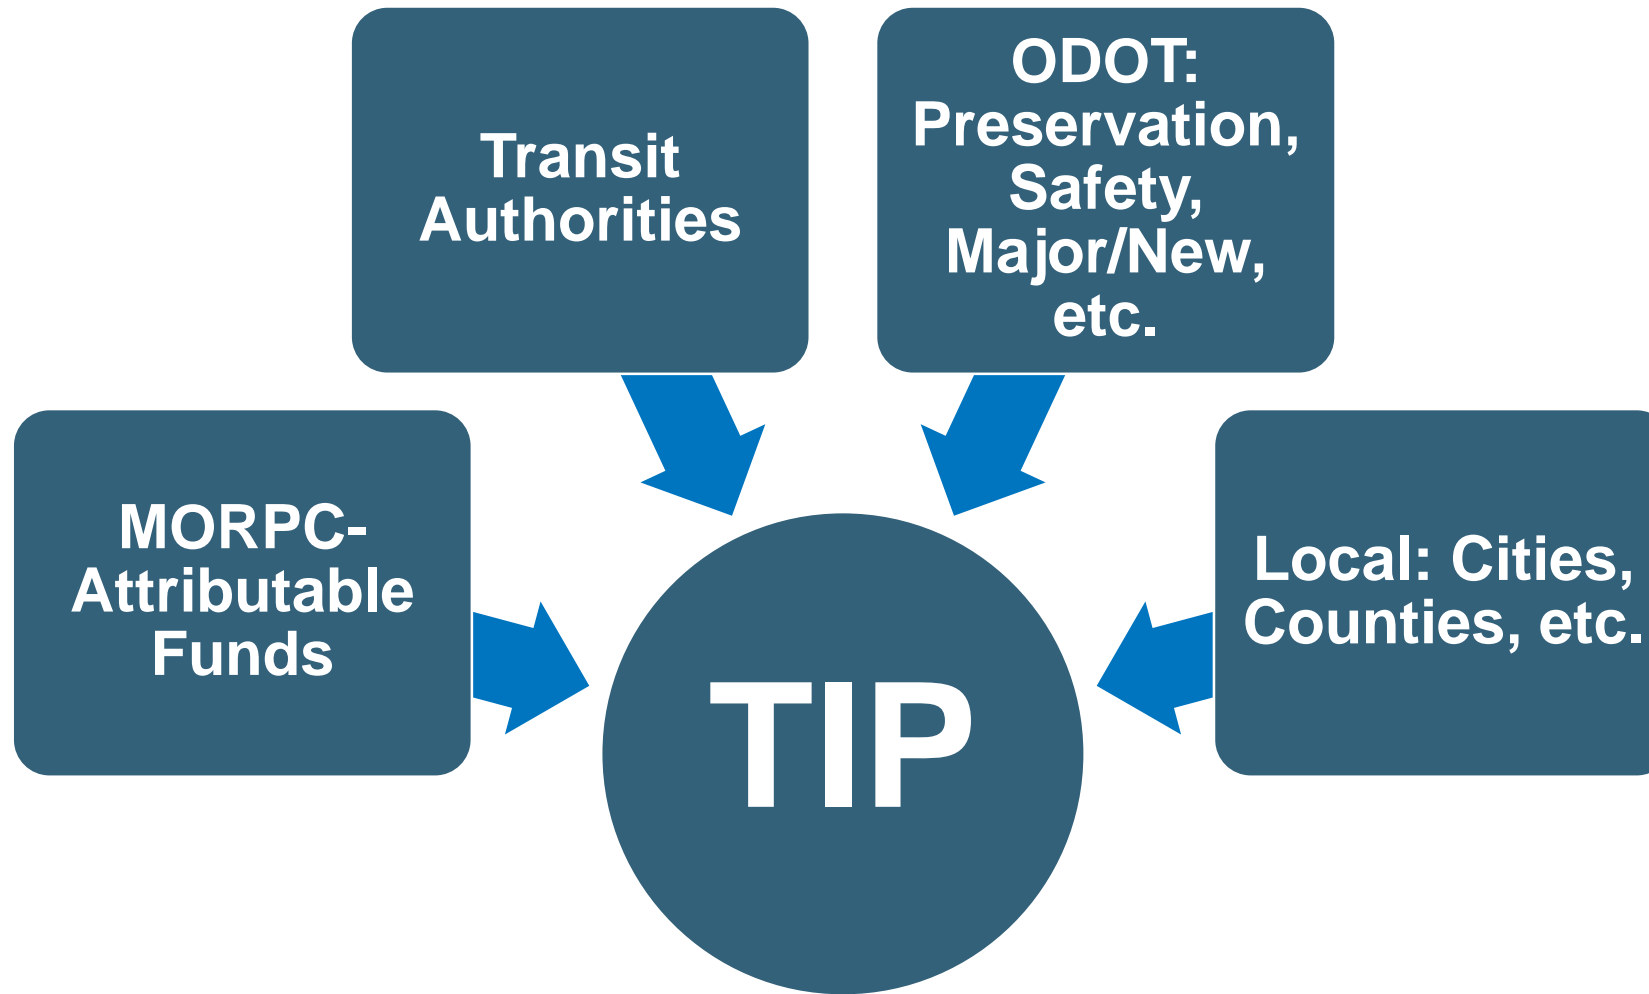 Transit
Authorities
ODOT:
Preservation,
Safety,
Major/New,
etc.
MORPC-
Attributable
Funds
Local: Cities,
Counties, etc.
TIP